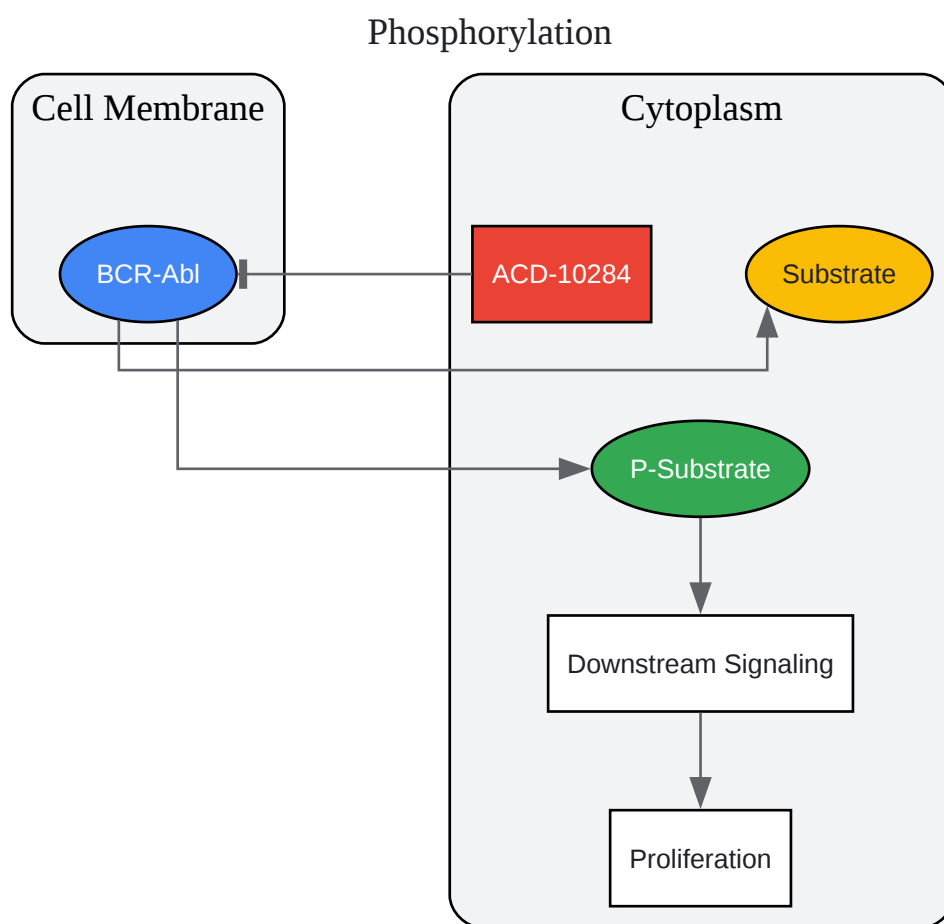 Phosphorylation
Cell Membrane
Cytoplasm
BCR-Abl
ACD-10284
Substrate
P-Substrate
Downstream Signaling
Proliferation